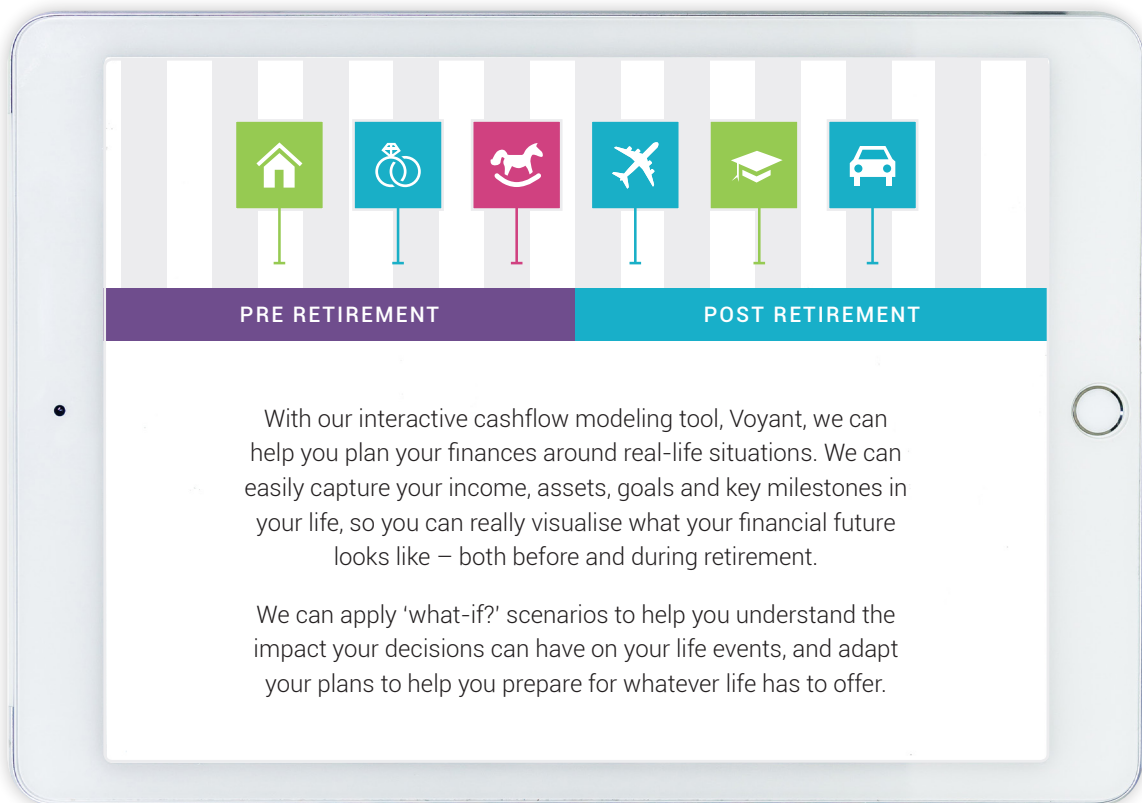 PRE RETIREMENT
POST RETIREMENT
With our interactive cashflow modeling tool, Voyant, we can
help you plan your finances around real-life situations. We can
easily capture your income, assets, goals and key milestones in
your life, so you can really visualise what your financial future
looks like – both before and during retirement.
We can apply ‘what-if?’ scenarios to help you understand the
impact your decisions can have on your life events, and adapt
your plans to help you prepare for whatever life has to offer.